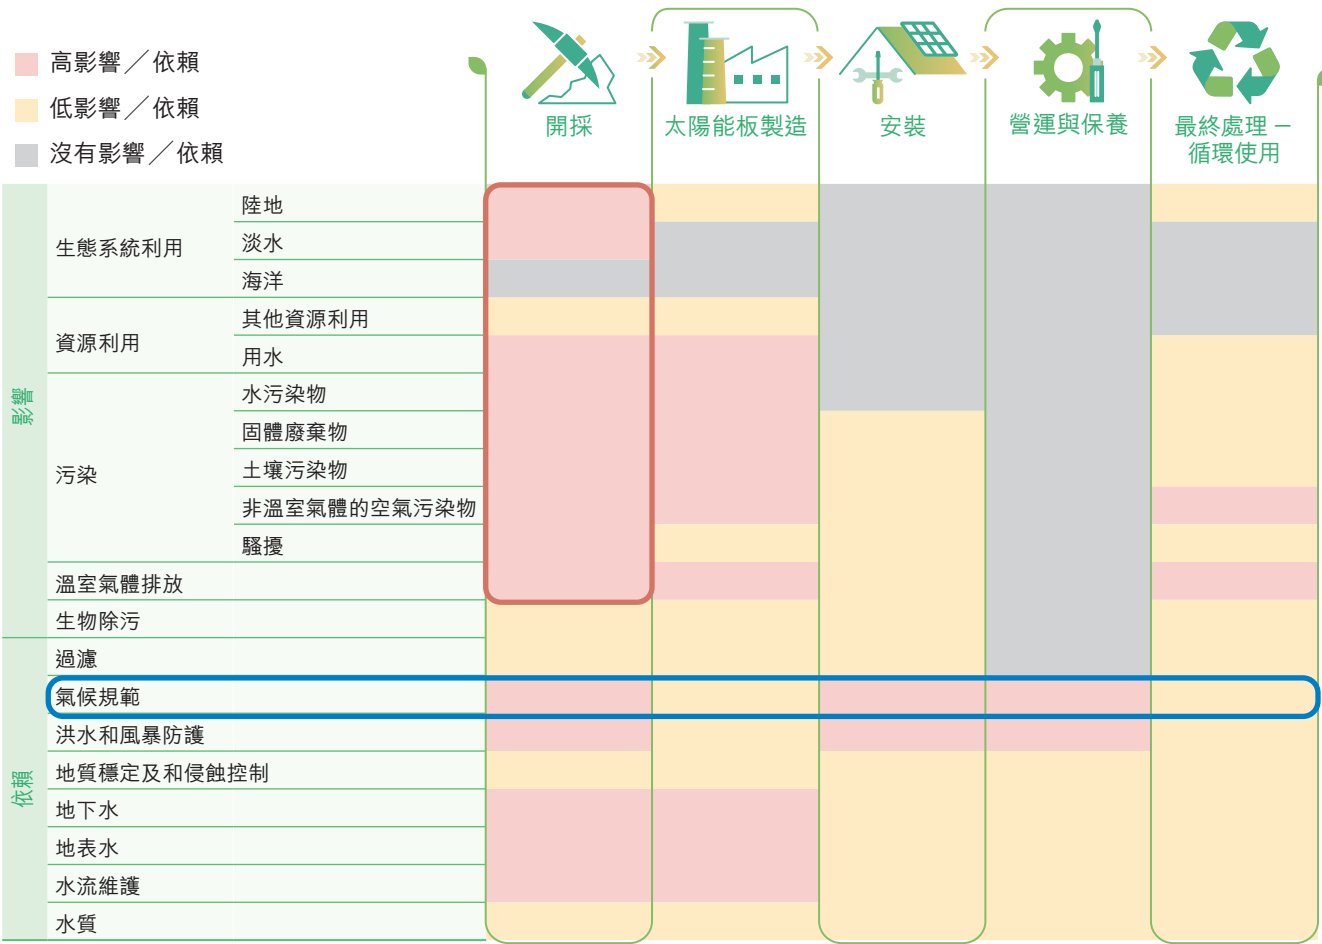 高影響／依賴
低影響／依賴
沒有影響／依賴
開採
太陽能板製造
安裝
營運與保養
最終處理 –
循環使用
影響
生態系統利用
陸地
淡水
海洋
資源利用
其他資源利用
用水
污染
水污染物
固體廢棄物
土壤污染物
非溫室氣體的空氣污染物
騷擾
溫室氣體排放
生物除污
依賴
過濾
氣候規範
洪水和風暴防護
地質穩定及和侵蝕控制
地下水
地表水
水流維護
水質